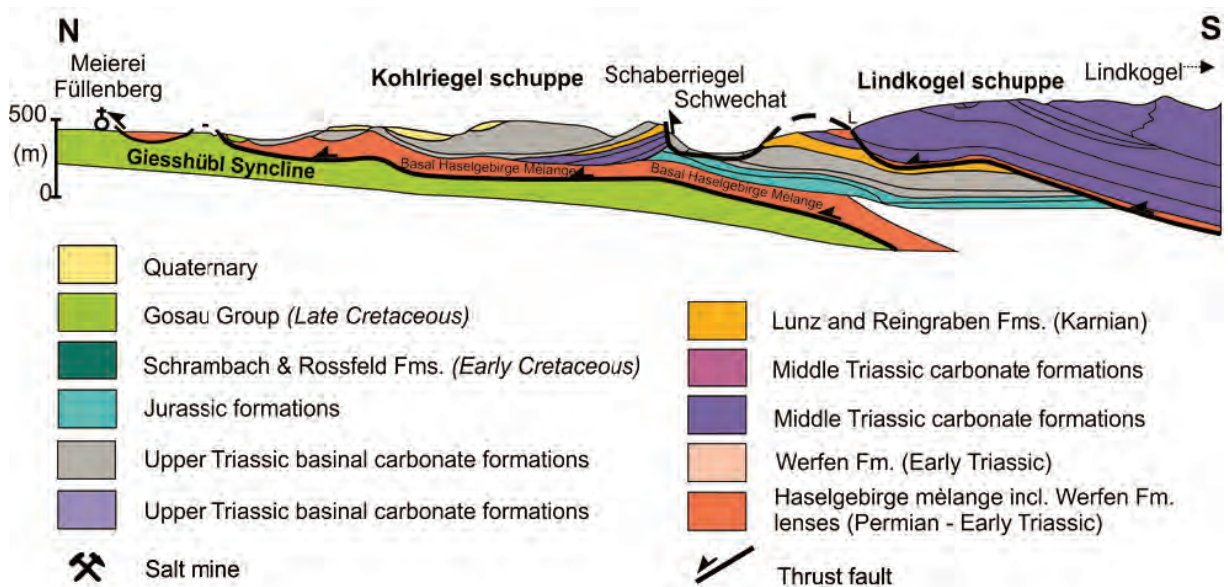 N
S
Meierei
Füllenberg
Kohlriegel schuppe
Schaberriegel
Schwechat
Lindkogel schuppe
Lindkogel
500
(m)
0
L
Giesshübl Syncline
Basal Haselgebirge Mélange
Basal Haselgebirge Mèlange
Quaternary
Gosau Group (Late Cretaceous)
Schrambach & Rossfeld Fms. (Early Cretaceous)
Jurassic formations
Upper Triassic basinal carbonate formations
Upper Triassic basinal carbonate formations
Salt mine
Lunz and Reingraben Fms. (Karnian)
Middle Triassic carbonate formations
Middle Triassic carbonate formations
Werfen Fm. (Early Triassic)
Haselgebirge mèlange incl. Werfen Fm.
lenses (Permian - Early Triassic)
Thrust fault